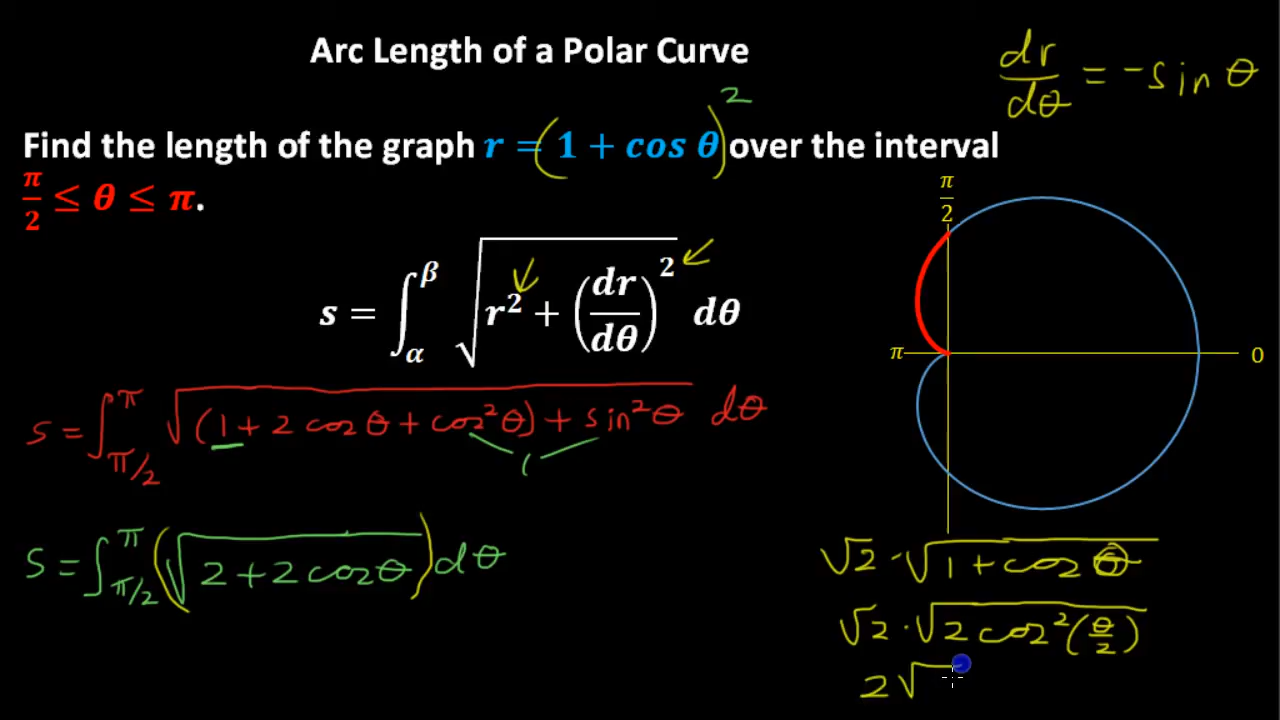 Arc Length of a Polar Curve
dr/dθ = -sin θ
Find the length of the graph r = (1 + cos θ)² over the interval
π/2 ≤ θ ≤ π.
s = ∫_α^β √(r² + (dr/dθ)²) dθ
π/2
π
0
s = ∫_{π/2}^π √((1 + 2 cos θ + cos² θ) + sin² θ) dθ
1
S = ∫_{π/2}^π (√(2 + 2 cos θ)) dθ
√2 · √(1 + cos θ)
√2 · √(2 cos² (θ/2))
2√